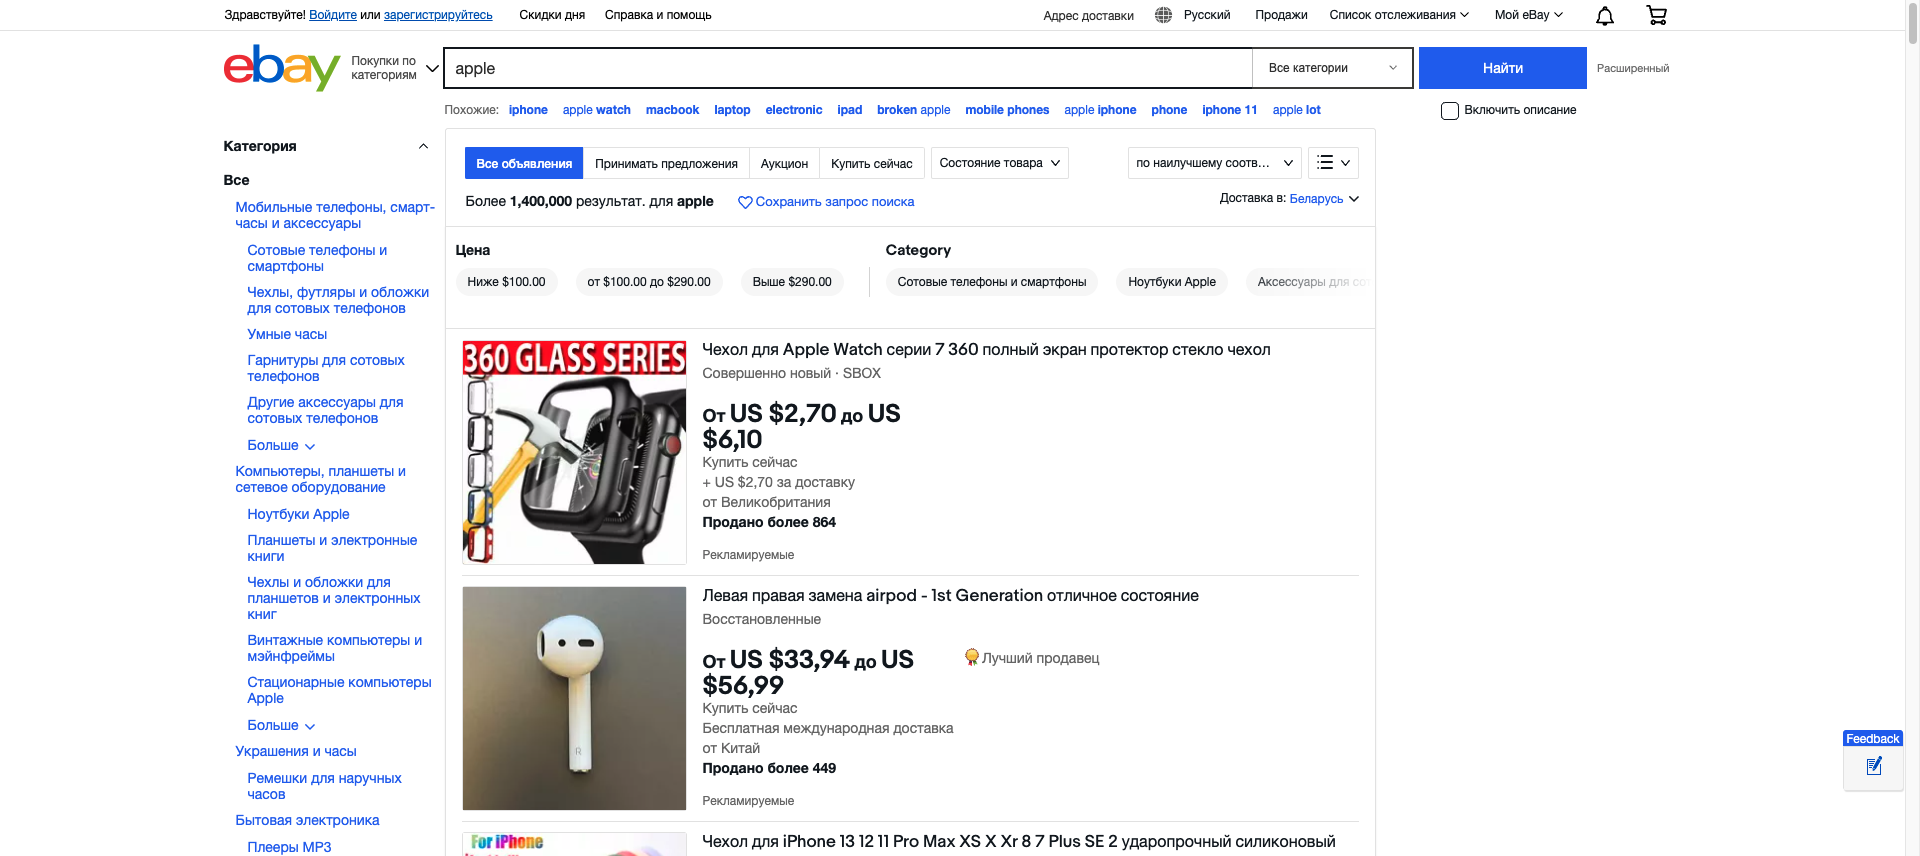 Здравствуйте! Войдите или зарегистрируйтесь
Скидки дня
Справка и помощь
Адрес доставки
Русский
Продажи
Список отслеживания
Мой eBay
ebay
Покупки по
категориям
apple
Все категории
Найти
Расширенный
Похожие: iphone apple watch macbook laptop electronic ipad broken apple mobile phones apple iphone phone iphone 11 apple lot
Включить описание
Категория
Все
Мобильные телефоны, смарт-
часы и аксессуары
Сотовые телефоны и
смартфоны
Чехлы, футляры и обложки
для сотовых телефонов
Умные часы
Гарнитуры для сотовых
телефонов
Другие аксессуары для
сотовых телефонов
Больше
Компьютеры, планшеты и
сетевое оборудование
Ноутбуки Apple
Планшеты и электронные
книги
Чехлы и обложки для
планшетов и электронных
книг
Винтажные компьютеры и
мэйнфреймы
Стационарные компьютеры
Apple
Больше
Украшения и часы
Ремешки для наручных
часов
Бытовая электроника
Плееры MP3
Все объявления
Принимать предложения
Аукцион
Купить сейчас
Состояние товара
по наилучшему соотв...
Более 1,400,000 результат. для apple
Сохранить запрос поиска
Доставка в: Беларусь
Цена
Ниже $100.00
от $100.00 до $290.00
Выше $290.00
Category
Сотовые телефоны и смартфоны
Ноутбуки Apple
Аксессуары для сот
360 GLASS SERIES
Чехол для Apple Watch серии 7 360 полный экран протектор стекло чехол
Совершенно новый · SBOX
От US $2,70 до US
$6,10
Купить сейчас
+ US $2,70 за доставку
от Великобритания
Продано более 864
Рекламируемые
R
Левая правая замена airpod - 1st Generation отличное состояние
Восстановленные
От US $33,94 до US
$56,99
Лучший продавец
Купить сейчас
Бесплатная международная доставка
от Китай
Продано более 449
Рекламируемые
For iPhone
Чехол для iPhone 13 12 11 Pro Max XS X Xr 8 7 Plus SE 2 ударопрочный силиконовый
Feedback